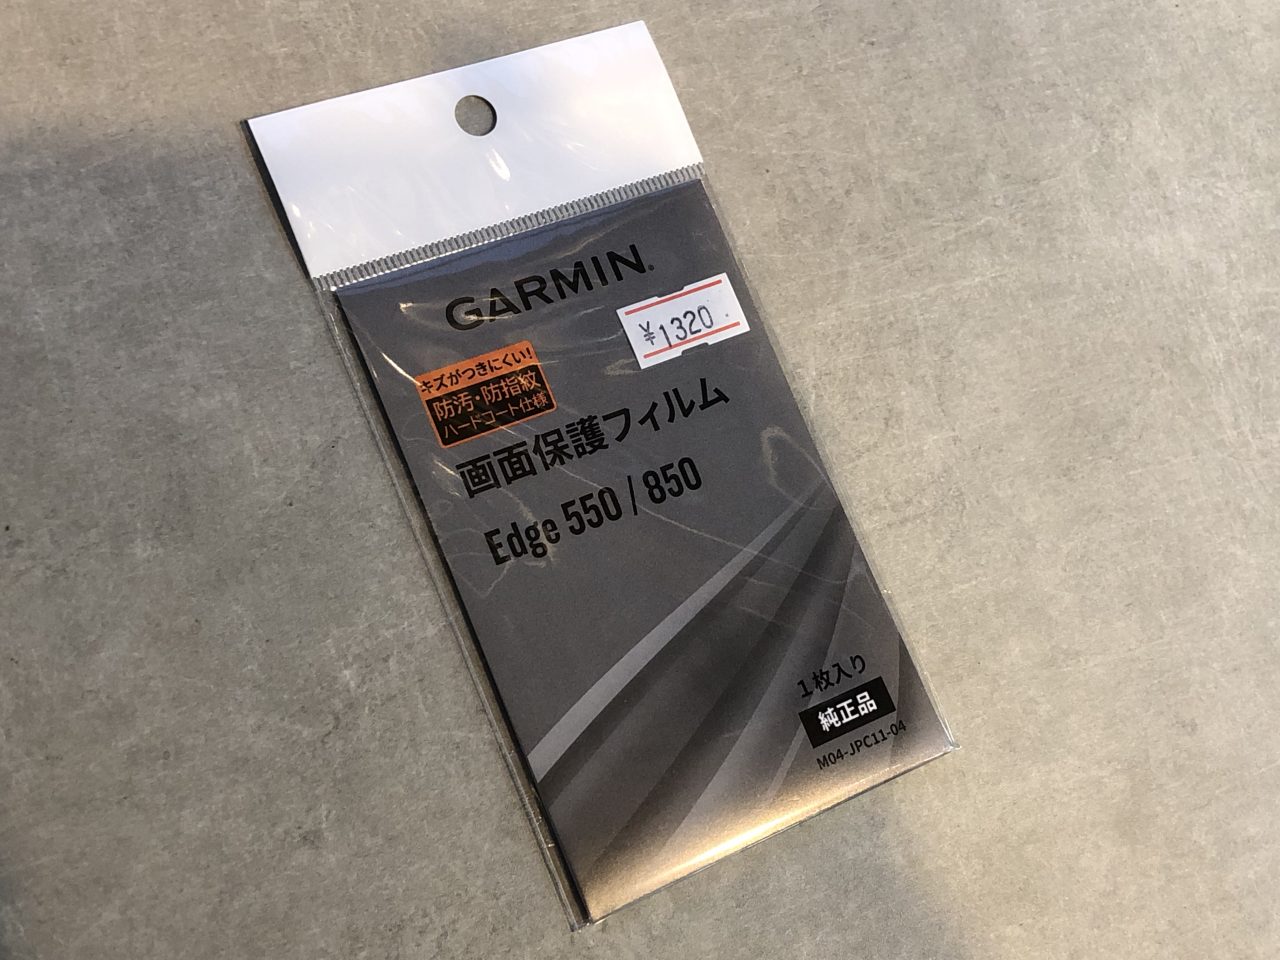 GARMIN®
¥1320
キズがつきにくい!
防汚・防指紋
ハードコート仕様
画面保護フィルム
Edge 550 / 850
1枚入り
純正品
M04-JPC11-04